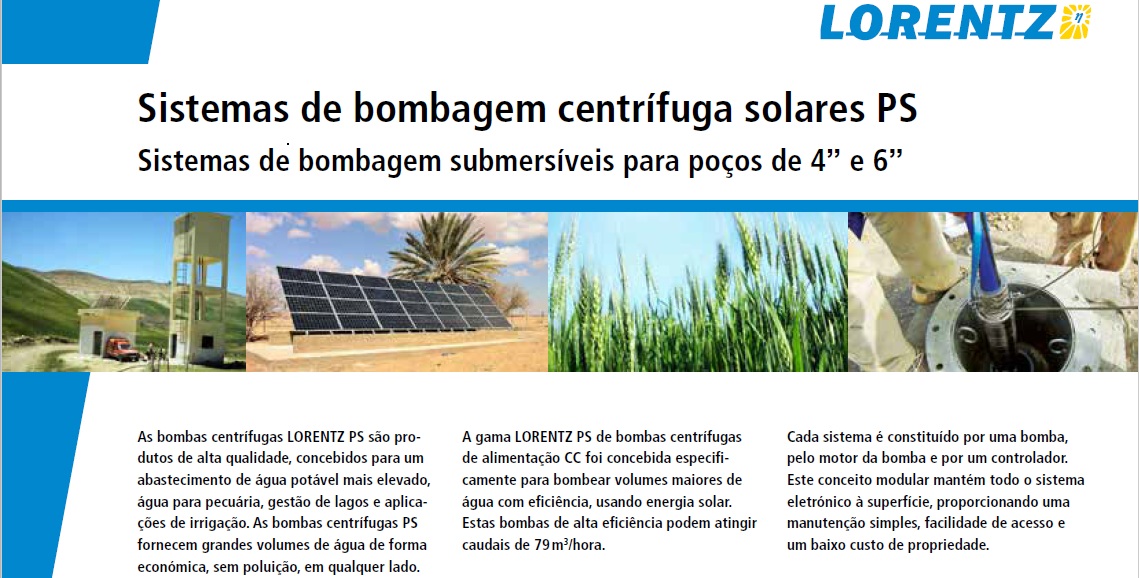 LORENTZ
Sistemas de bombagem centrífuga solares PS
Sistemas de bombagem submersíveis para poços de 4” e 6”
As bombas centrífugas LORENTZ PS são pro-
dutos de alta qualidade, concebidos para um
abastecimento de água potável mais elevado,
água para pecuária, gestão de lagos e aplica-
ções de irrigação. As bombas centrífugas PS
fornecem grandes volumes de água de forma
económica, sem poluição, em qualquer lado.
A gama LORENTZ PS de bombas centrífugas
de alimentação CC foi concebida especifi-
camente para bombear volumes maiores de
água com eficiência, usando energia solar.
Estas bombas de alta eficiência podem atingir
caudais de 79 m³/hora.
Cada sistema é constituído por uma bomba,
pelo motor da bomba e por um controlador.
Este conceito modular mantém todo o sistema
eletrónico à superfície, proporcionando uma
manutenção simples, facilidade de acesso e
um baixo custo de propriedade.